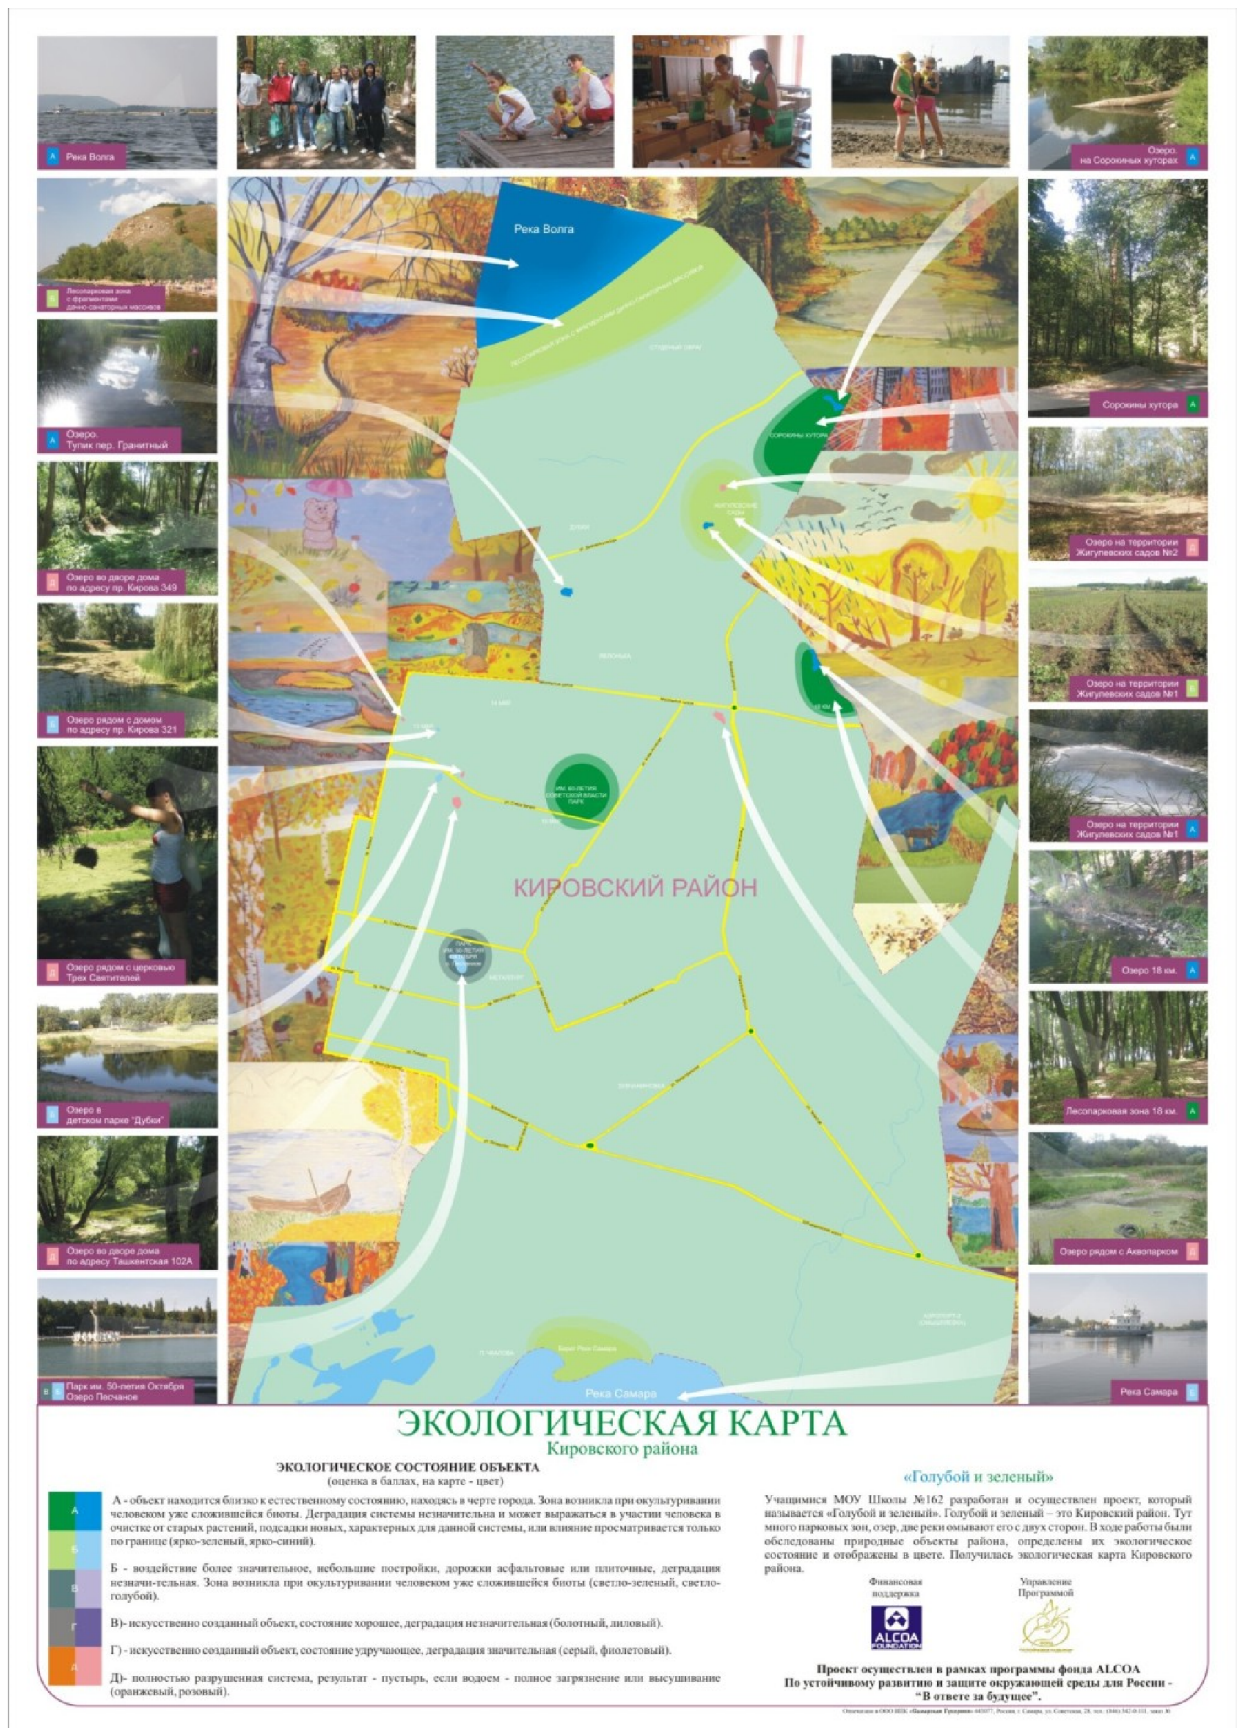 Река Волга
Озеро.
на Сорокиных хуторах А
Лесопарковая зона
с фрагментами
дачно-санаторных массивов
Б
А Озеро.
Тупик пер. Гранитный
Д Озеро во дворе дома
по адресу пр. Кирова 349
Б Озеро рядом с домом
по адресу пр. Кирова 321
Д Озеро рядом с церковью
Трех Святителей
Б Озеро в
детском парке "Дубки"
Д Озеро во дворе дома
по адресу Ташкентская 102А
В Б Парк им. 50-летия Октября
Озеро Песчаное
Сорокины хутора А
Озеро на территории
Жигулевских садов №2 Д
Озеро на территории
Жигулевских садов №1 Б
Озеро на территории
Жигулевских садов №1 А
Озеро 18 км. А
Лесопарковая зона 18 км. А
Озеро рядом с Аквопарком Д
Река Самара Б
Река Волга
СОРОКИНЫ ХУТОРА
ЖИГУЛЕВСКИЕ
САДЫ
18 КМ
ИМ. 60-ЛЕТИЯ
СОВЕТСКОЙ ВЛАСТИ
ПАРК
КИРОВСКИЙ РАЙОН
Река Самара
ЭКОЛОГИЧЕСКАЯ КАРТА
Кировского района
ЭКОЛОГИЧЕСКОЕ СОСТОЯНИЕ ОБЪЕКТА
(оценка в баллах, на карте - цвет)
А
Б
В
Г
Д
А - объект находится близко к естественному состоянию, находясь в черте города. Зона возникла при окультуривании
человеком уже сложившейся биоты. Деградация системы незначительна и может выражаться в участии человека в
очистке от старых растений, подсадки новых, характерных для данной системы, или влияние просматривается только
по границе (ярко-зеленый, ярко-синий).
Б - воздействие более значительное, небольшие постройки, дорожки асфальтовые или плиточные, деградация
незначи-тельная. Зона возникла при окультуривании человеком уже сложившейся биоты (светло-зеленый, светло-
голубой).
В)- искусственно созданный объект, состояние хорошее, деградация незначительная (болотный, лиловый).
Г) - искусственно созданный объект, состояние удручающее, деградация значительная (серый, фиолетовый).
Д)- полностью разрушенная система, результат - пустырь, если водоем - полное загрязнение или высушивание
(оранжевый, розовый).
«Голубой и зеленый»
Учащимися МОУ Школы №162 разработан и осуществлен проект, который
называется «Голубой и зеленый». Голубой и зеленый – это Кировский район. Тут
много парковых зон, озер, две реки омывают его с двух сторон. В ходе работы были
обследованы природные объекты района, определены их экологическое
состояние и отображены в цвете. Получилась экологическая карта Кировского
района.
Финансовая
поддержка
Управление
Программой
ALCOA
FOUNDATION
Проект осуществлен в рамках программы фонда ALCOA
По устойчивому развитию и защите окружающей среды для России -
"В ответе за будущее".